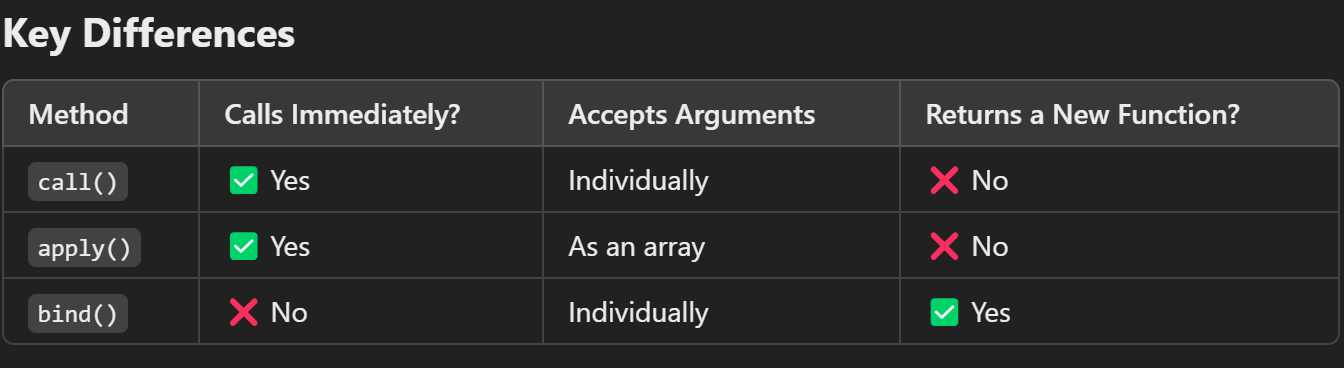 Key Differences
Method Calls Immediately? Accepts Arguments Returns a New Function?
call() ✅ Yes Individually ❌ No
apply() ✅ Yes As an array ❌ No
bind() ❌ No Individually ✅ Yes